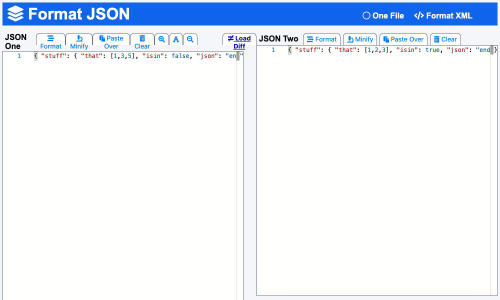 Format JSON
One File
Format XML
JSON One
Format
Minify
Paste Over
Clear
A
Load Diff
JSON Two
Format
Minify
Paste Over
Clear
1 { "stuff": { "that": [1,3,5], "isin": false, "json": "en
1 { "stuff": { "that": [1,2,3], "isin": true, "json": "end